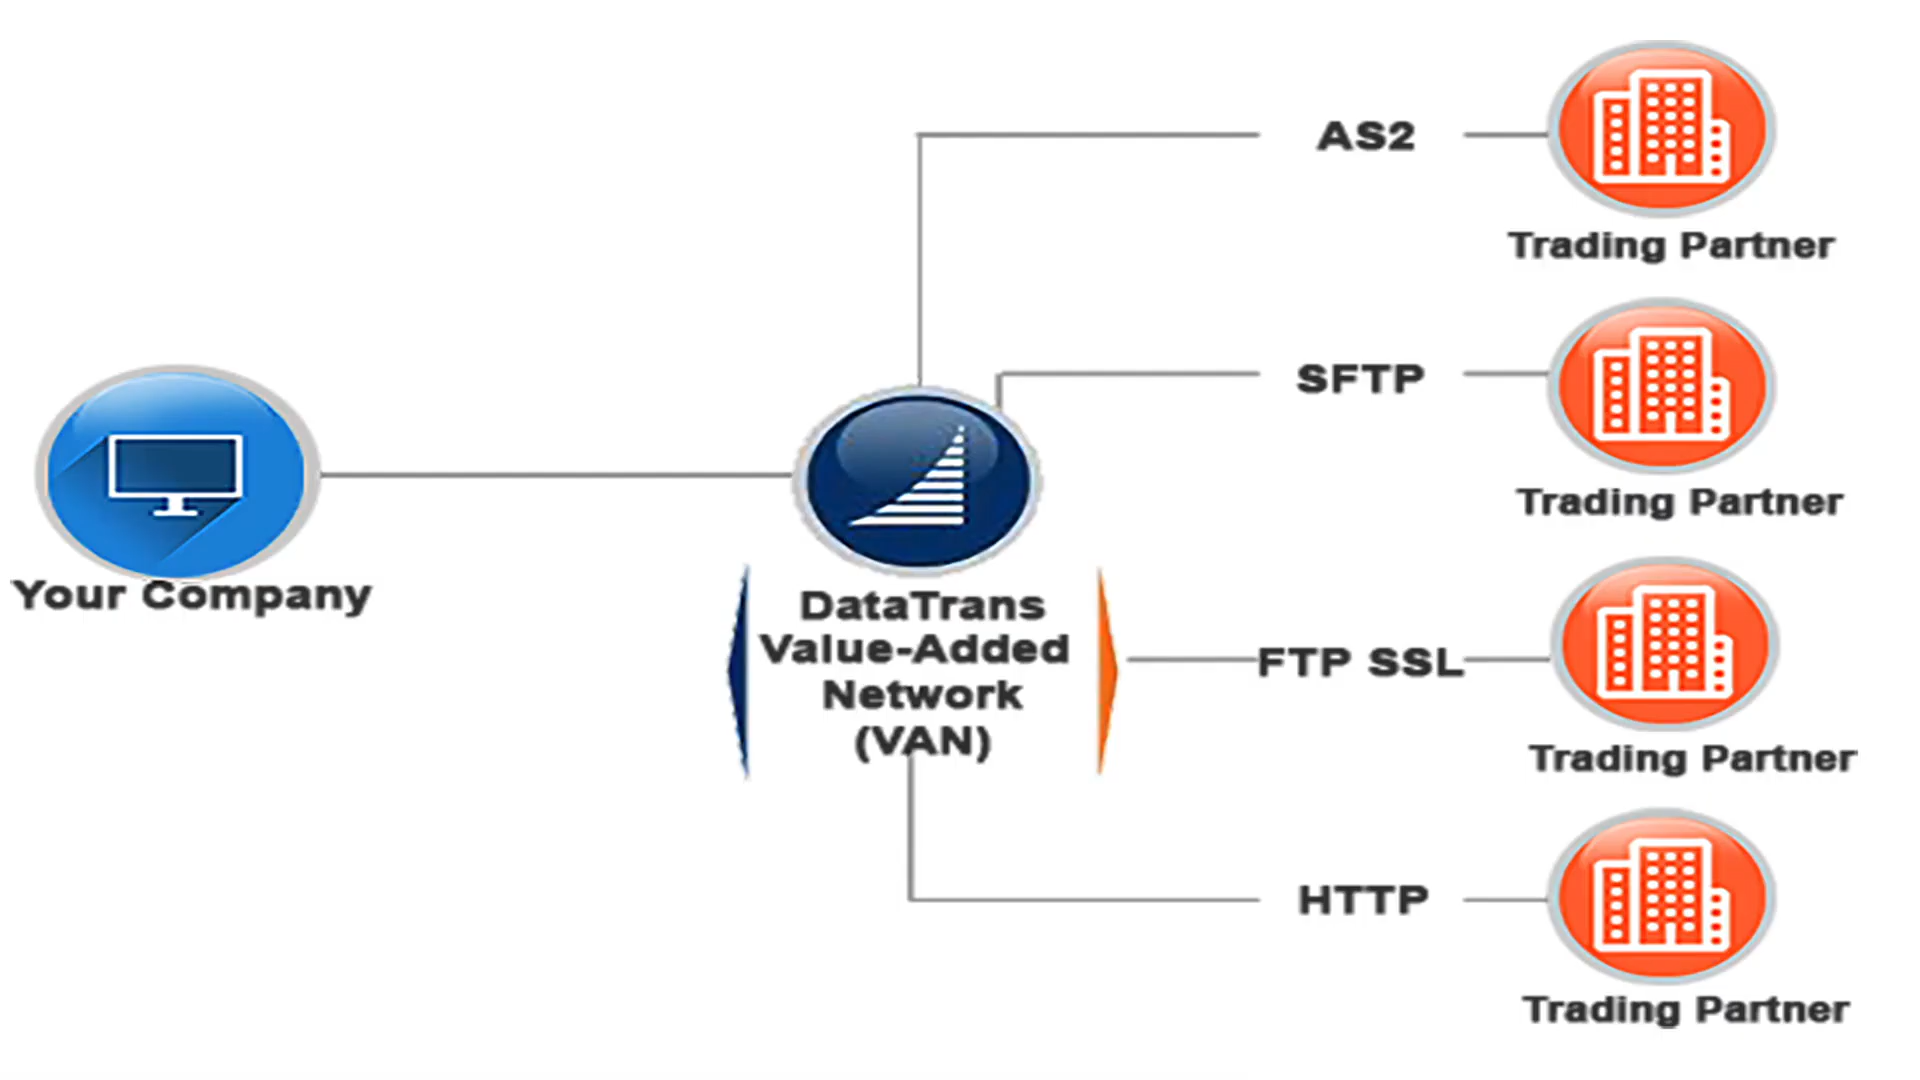 AS2
Trading Partner
SFTP
Trading Partner
Your Company
DataTrans
Value-Added
Network
(VAN)
FTP SSL
Trading Partner
HTTP
Trading Partner